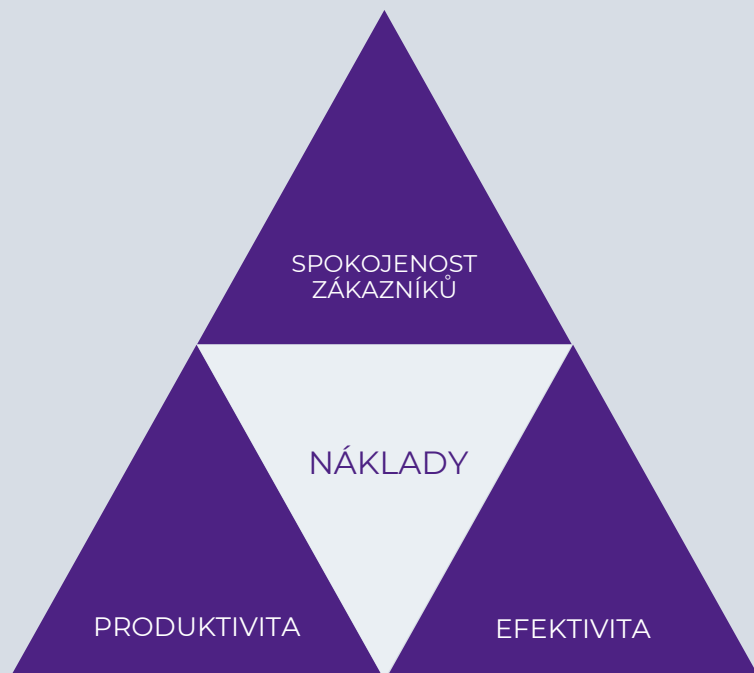 SPOKOJENOST
ZÁKAZNÍKŮ
NÁKLADY
PRODUKTIVITA
EFEKTIVITA